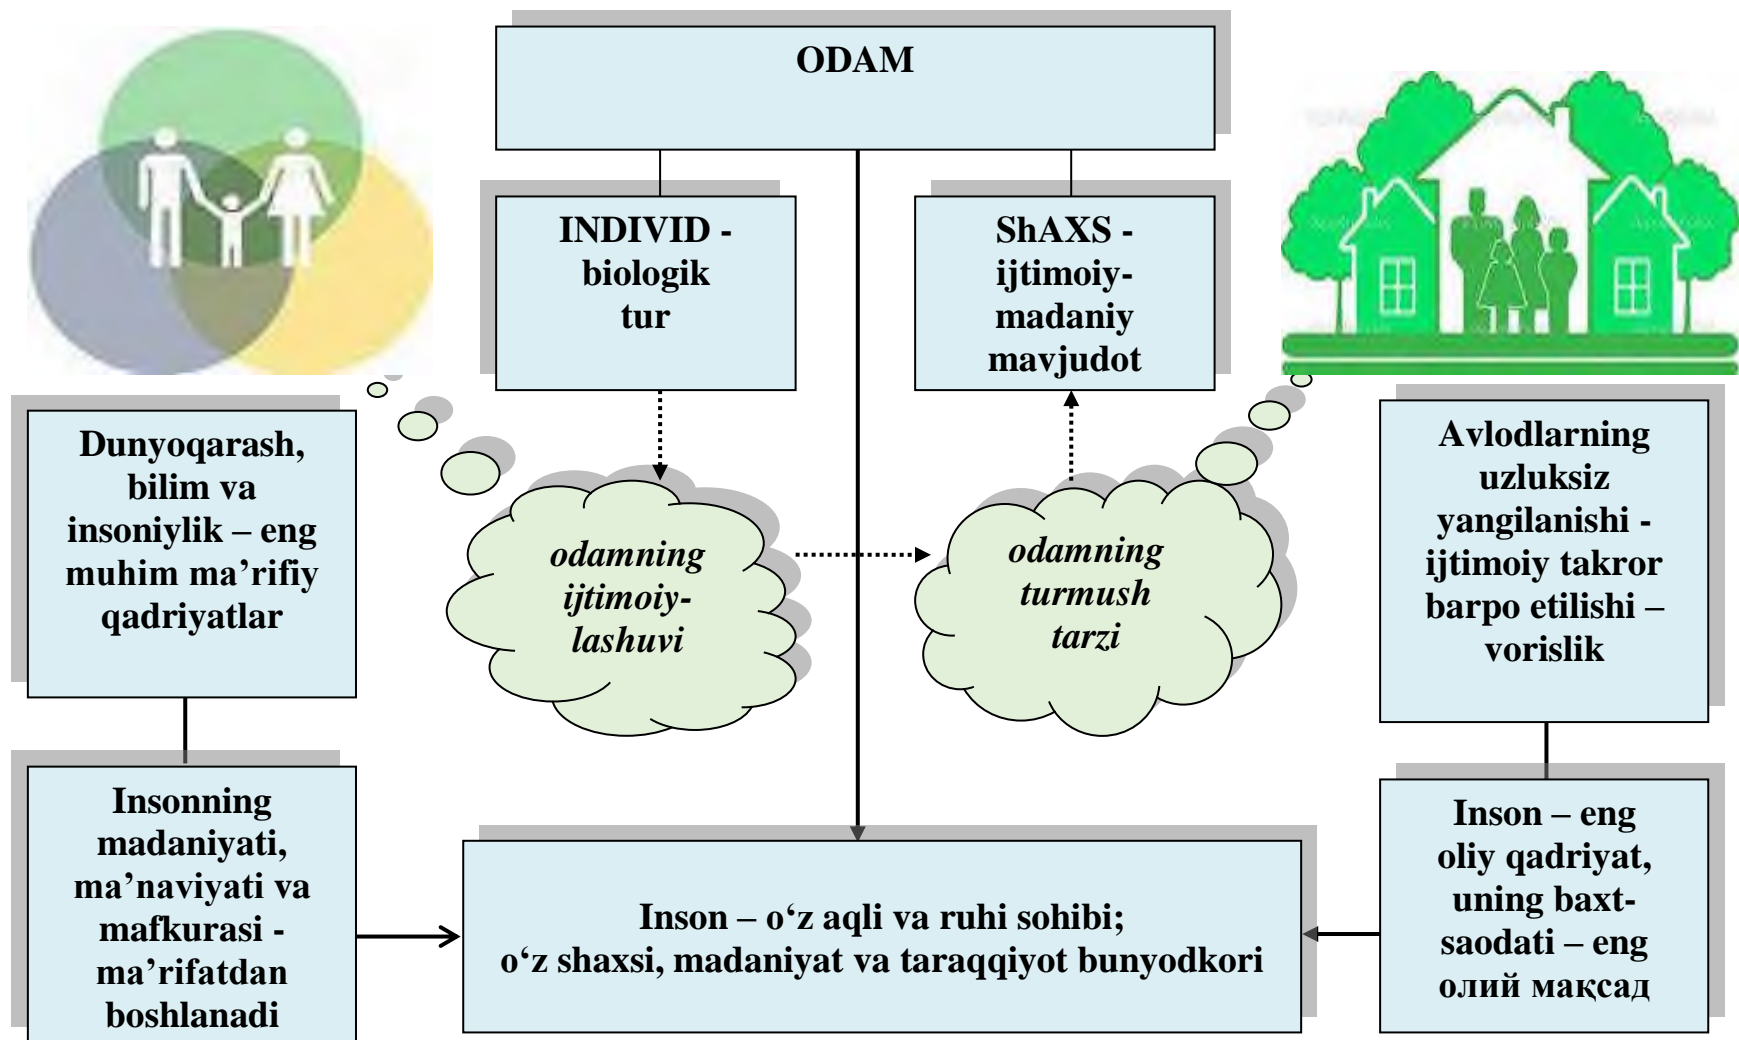 ODAM
INDIVID -
biologik
tur
ShAXS -
ijtimoiy-
madaniy
mavjudot
Dunyoqarash,
bilim va
insoniylik – eng
muhim ma’rifiy
qadriyatlar
odamning
ijtimoiy-
lashuvi
odamning
turmush
tarzi
Avlodlarning
uzluksiz
yangilanishi -
ijtimoiy takror
barpo etilishi –
vorislik
Insonning
madaniyati,
ma’naviyati va
mafkurasi -
ma’rifatdan
boshlanadi
Inson – o‘z aqli va ruhi sohibi;
o‘z shaxsi, madaniyat va taraqqiyot bunyodkori
Inson – eng
oliy qadriyat,
uning baxt-
saodati – eng
олий мақсад